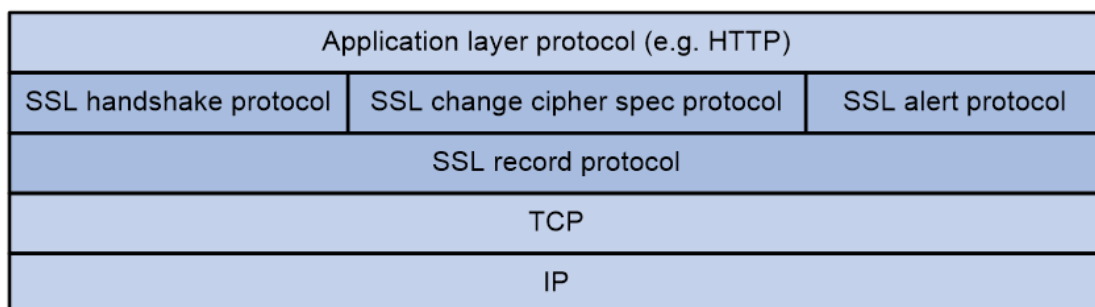 Application layer protocol (e.g. HTTP)
SSL handshake protocol
SSL change cipher spec protocol
SSL alert protocol
SSL record protocol
TCP
IP